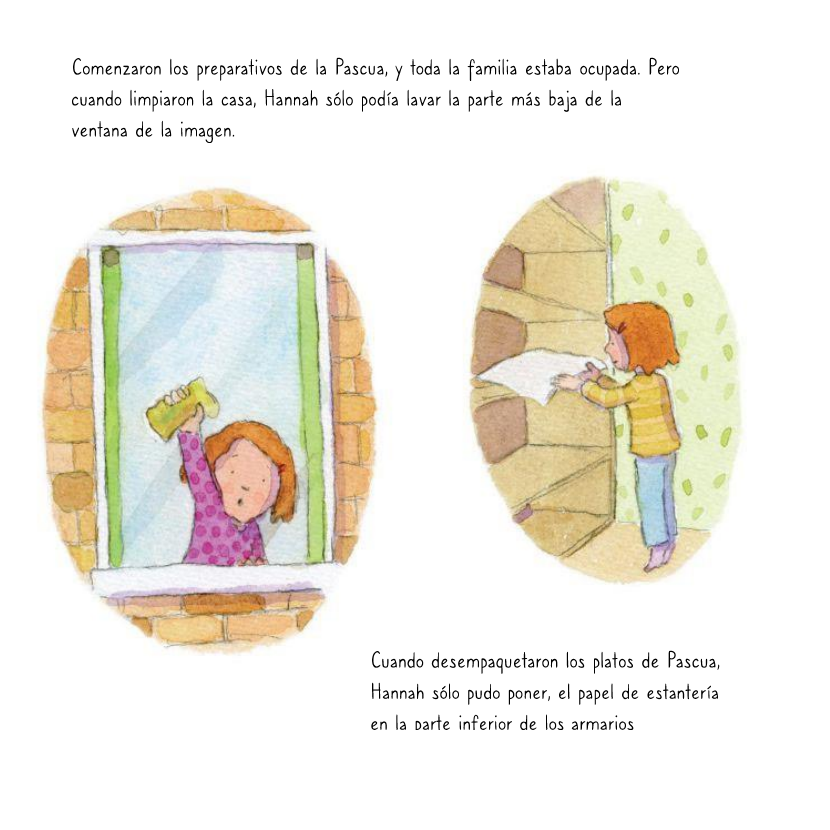 Comenzaron los preparativos de la Pascua, y toda la familia estaba ocupada. Pero
cuando limpiaron la casa, Hannah sólo podía lavar la parte más baja de la
ventana de la imagen.
Cuando desempaquetaron los platos de Pascua,
Hannah sólo pudo poner, el papel de estantería
en la parte inferior de los armarios